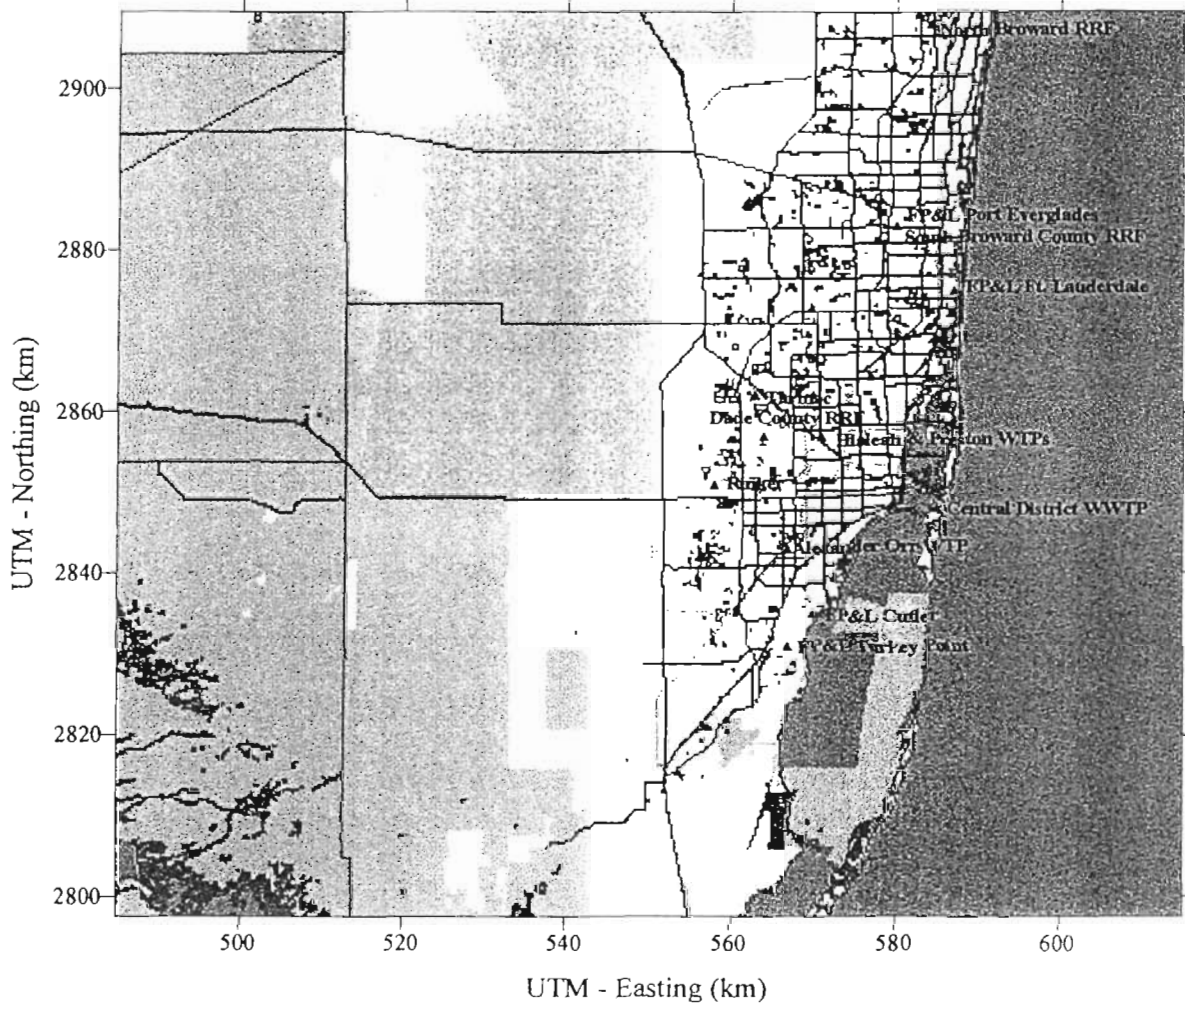 North Broward RRF
2900
FP&L Port Everglades
South Broward County RRF
2880
FP&L Ft. Lauderdale
Tarmac
2860
Dade County RRF
Hialeah & Preston WTPs
Rinker
Central District WWTP
Alexander Orr WTP
2840
FP&L Cutler
FP&L Turkey Point
2820
2800
500 520 540 560 580 600
UTM - Easting (km)
UTM - Northing (km)